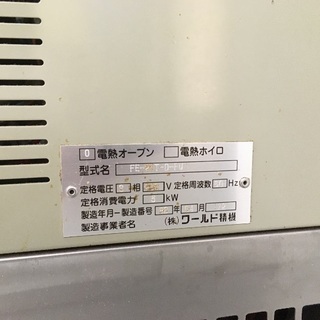 0 電熱オーブン 電熱ホイロ
型式名
定格電圧 相 V 定格周波数 Hz
定格消費電力 kW
製造年月－製造番号 年 月
製造事業者名 (株)ワールド精機